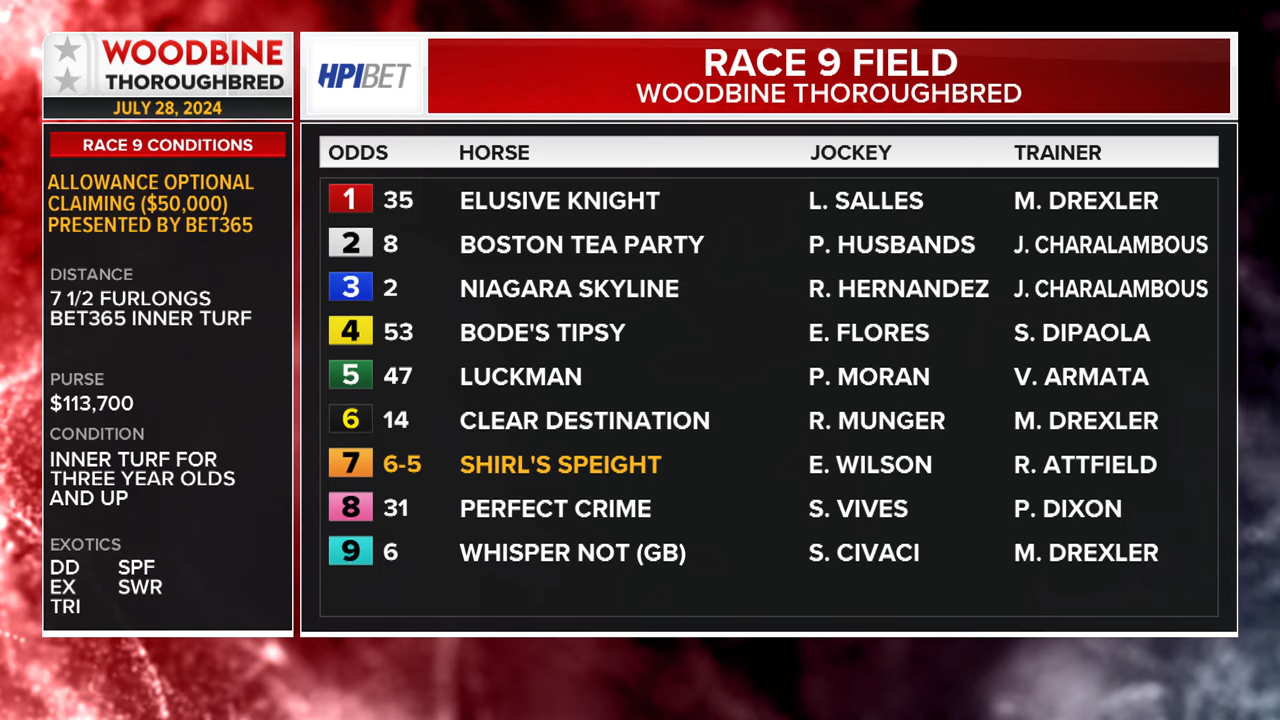 WOODBINE
THOROUGHBRED
JULY 28, 2024
HPIBET
RACE 9 FIELD
WOODBINE THOROUGHBRED
RACE 9 CONDITIONS
ALLOWANCE OPTIONAL
CLAIMING ($50,000)
PRESENTED BY BET365
DISTANCE
7 1/2 FURLONGS
BET365 INNER TURF
PURSE
$113,700
CONDITION
INNER TURF FOR
THREE YEAR OLDS
AND UP
EXOTICS
DD SPF
EX SWR
TRI
ODDS HORSE JOCKEY TRAINER
1 35 ELUSIVE KNIGHT L. SALLES M. DREXLER
2 8 BOSTON TEA PARTY P. HUSBANDS J. CHARALAMBOUS
3 2 NIAGARA SKYLINE R. HERNANDEZ J. CHARALAMBOUS
4 53 BODE'S TIPSY E. FLORES S. DIPAOLA
5 47 LUCKMAN P. MORAN V. ARMATA
6 14 CLEAR DESTINATION R. MUNGER M. DREXLER
7 6-5 SHIRL'S SPEIGHT E. WILSON R. ATTFIELD
8 31 PERFECT CRIME S. VIVES P. DIXON
9 6 WHISPER NOT (GB) S. CIVACI M. DREXLER